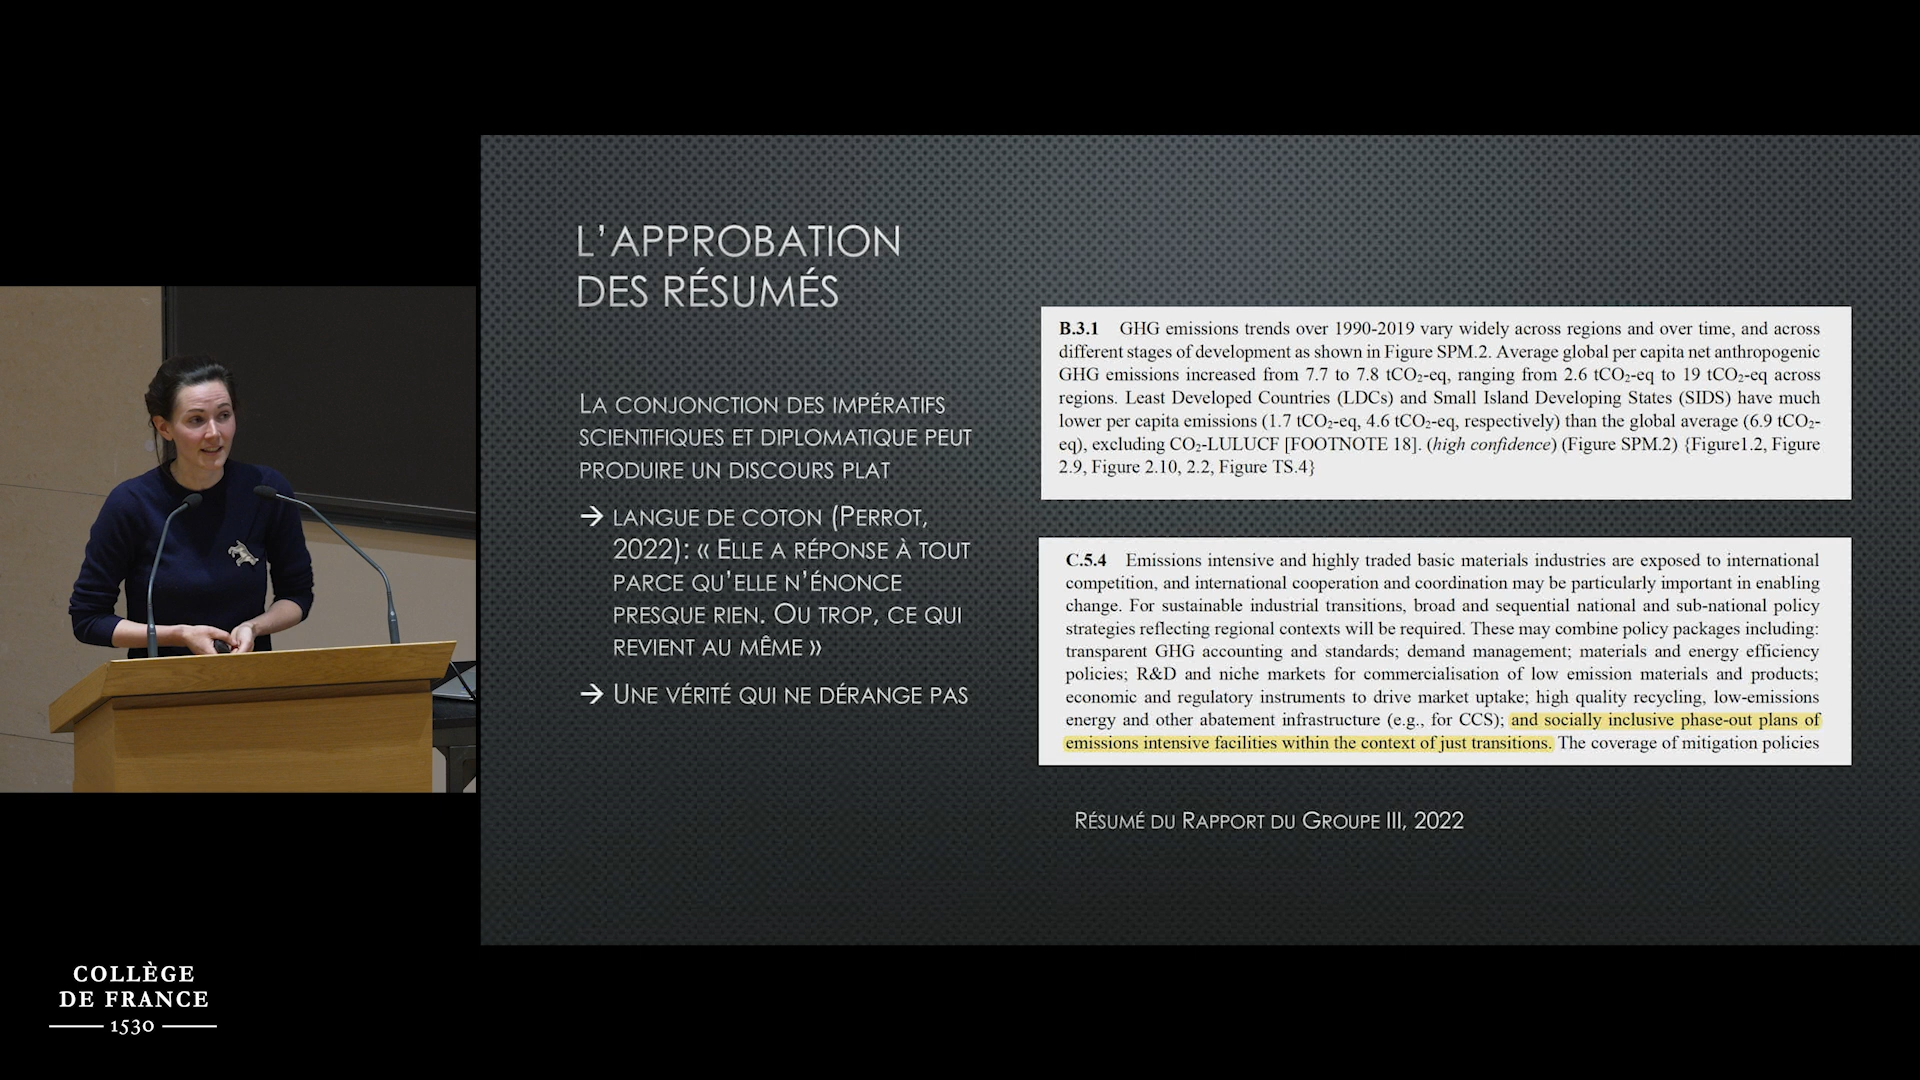 L'APPROBATION
DES RÉSUMÉS
LA CONJONCTION DES IMPÉRATIFS
SCIENTIFIQUES ET DIPLOMATIQUE PEUT
PRODUIRE UN DISCOURS PLAT
→ LANGUE DE COTON (PERROT,
2022): « ELLE A RÉPONSE À TOUT
PARCE QU'ELLE N'ÉNONCE
PRESQUE RIEN. OU TROP, CE QUI
REVIENT AU MÊME »
→ UNE VÉRITÉ QUI NE DÉRANGE PAS
B.3.1 GHG emissions trends over 1990-2019 vary widely across regions and over time, and across
different stages of development as shown in Figure SPM.2. Average global per capita net anthropogenic
GHG emissions increased from 7.7 to 7.8 tCO₂-eq, ranging from 2.6 tCO₂-eq to 19 tCO₂-eq across
regions. Least Developed Countries (LDCs) and Small Island Developing States (SIDS) have much
lower per capita emissions (1.7 tCO₂-eq, 4.6 tCO₂-eq, respectively) than the global average (6.9 tCO₂-
eq), excluding CO₂-LULUCF [FOOTNOTE 18]. (high confidence) (Figure SPM.2) {Figure1.2, Figure
2.9, Figure 2.10, 2.2, Figure TS.4}
C.5.4 Emissions intensive and highly traded basic materials industries are exposed to international
competition, and international cooperation and coordination may be particularly important in enabling
change. For sustainable industrial transitions, broad and sequential national and sub-national policy
strategies reflecting regional contexts will be required. These may combine policy packages including:
transparent GHG accounting and standards; demand management; materials and energy efficiency
policies; R&D and niche markets for commercialisation of low emission materials and products;
economic and regulatory instruments to drive market uptake; high quality recycling, low-emissions
energy and other abatement infrastructure (e.g., for CCS); and socially inclusive phase-out plans of
emissions intensive facilities within the context of just transitions. The coverage of mitigation policies
RÉSUMÉ DU RAPPORT DU GROUPE III, 2022
COLLÈGE
DE FRANCE
1530